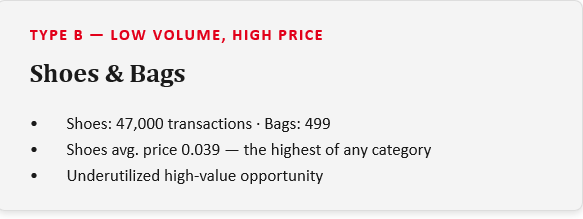 TYPE B — LOW VOLUME, HIGH PRICE
Shoes & Bags
• Shoes: 47,000 transactions · Bags: 499
• Shoes avg. price 0.039 — the highest of any category
• Underutilized high-value opportunity